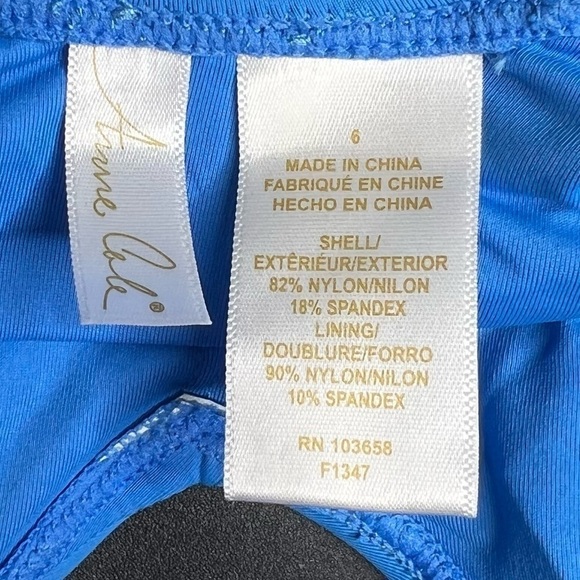 Anne Cole®
6
MADE IN CHINA
FABRIQUÉ EN CHINE
HECHO EN CHINA
SHELL/
EXTÊRIÉUR/EXTERIOR
82% NYLON/NILON
18% SPANDEX
LINING/
DOUBLURE/FORRO
90% NYLON/NILON
10% SPANDEX
RN 103658
F1347